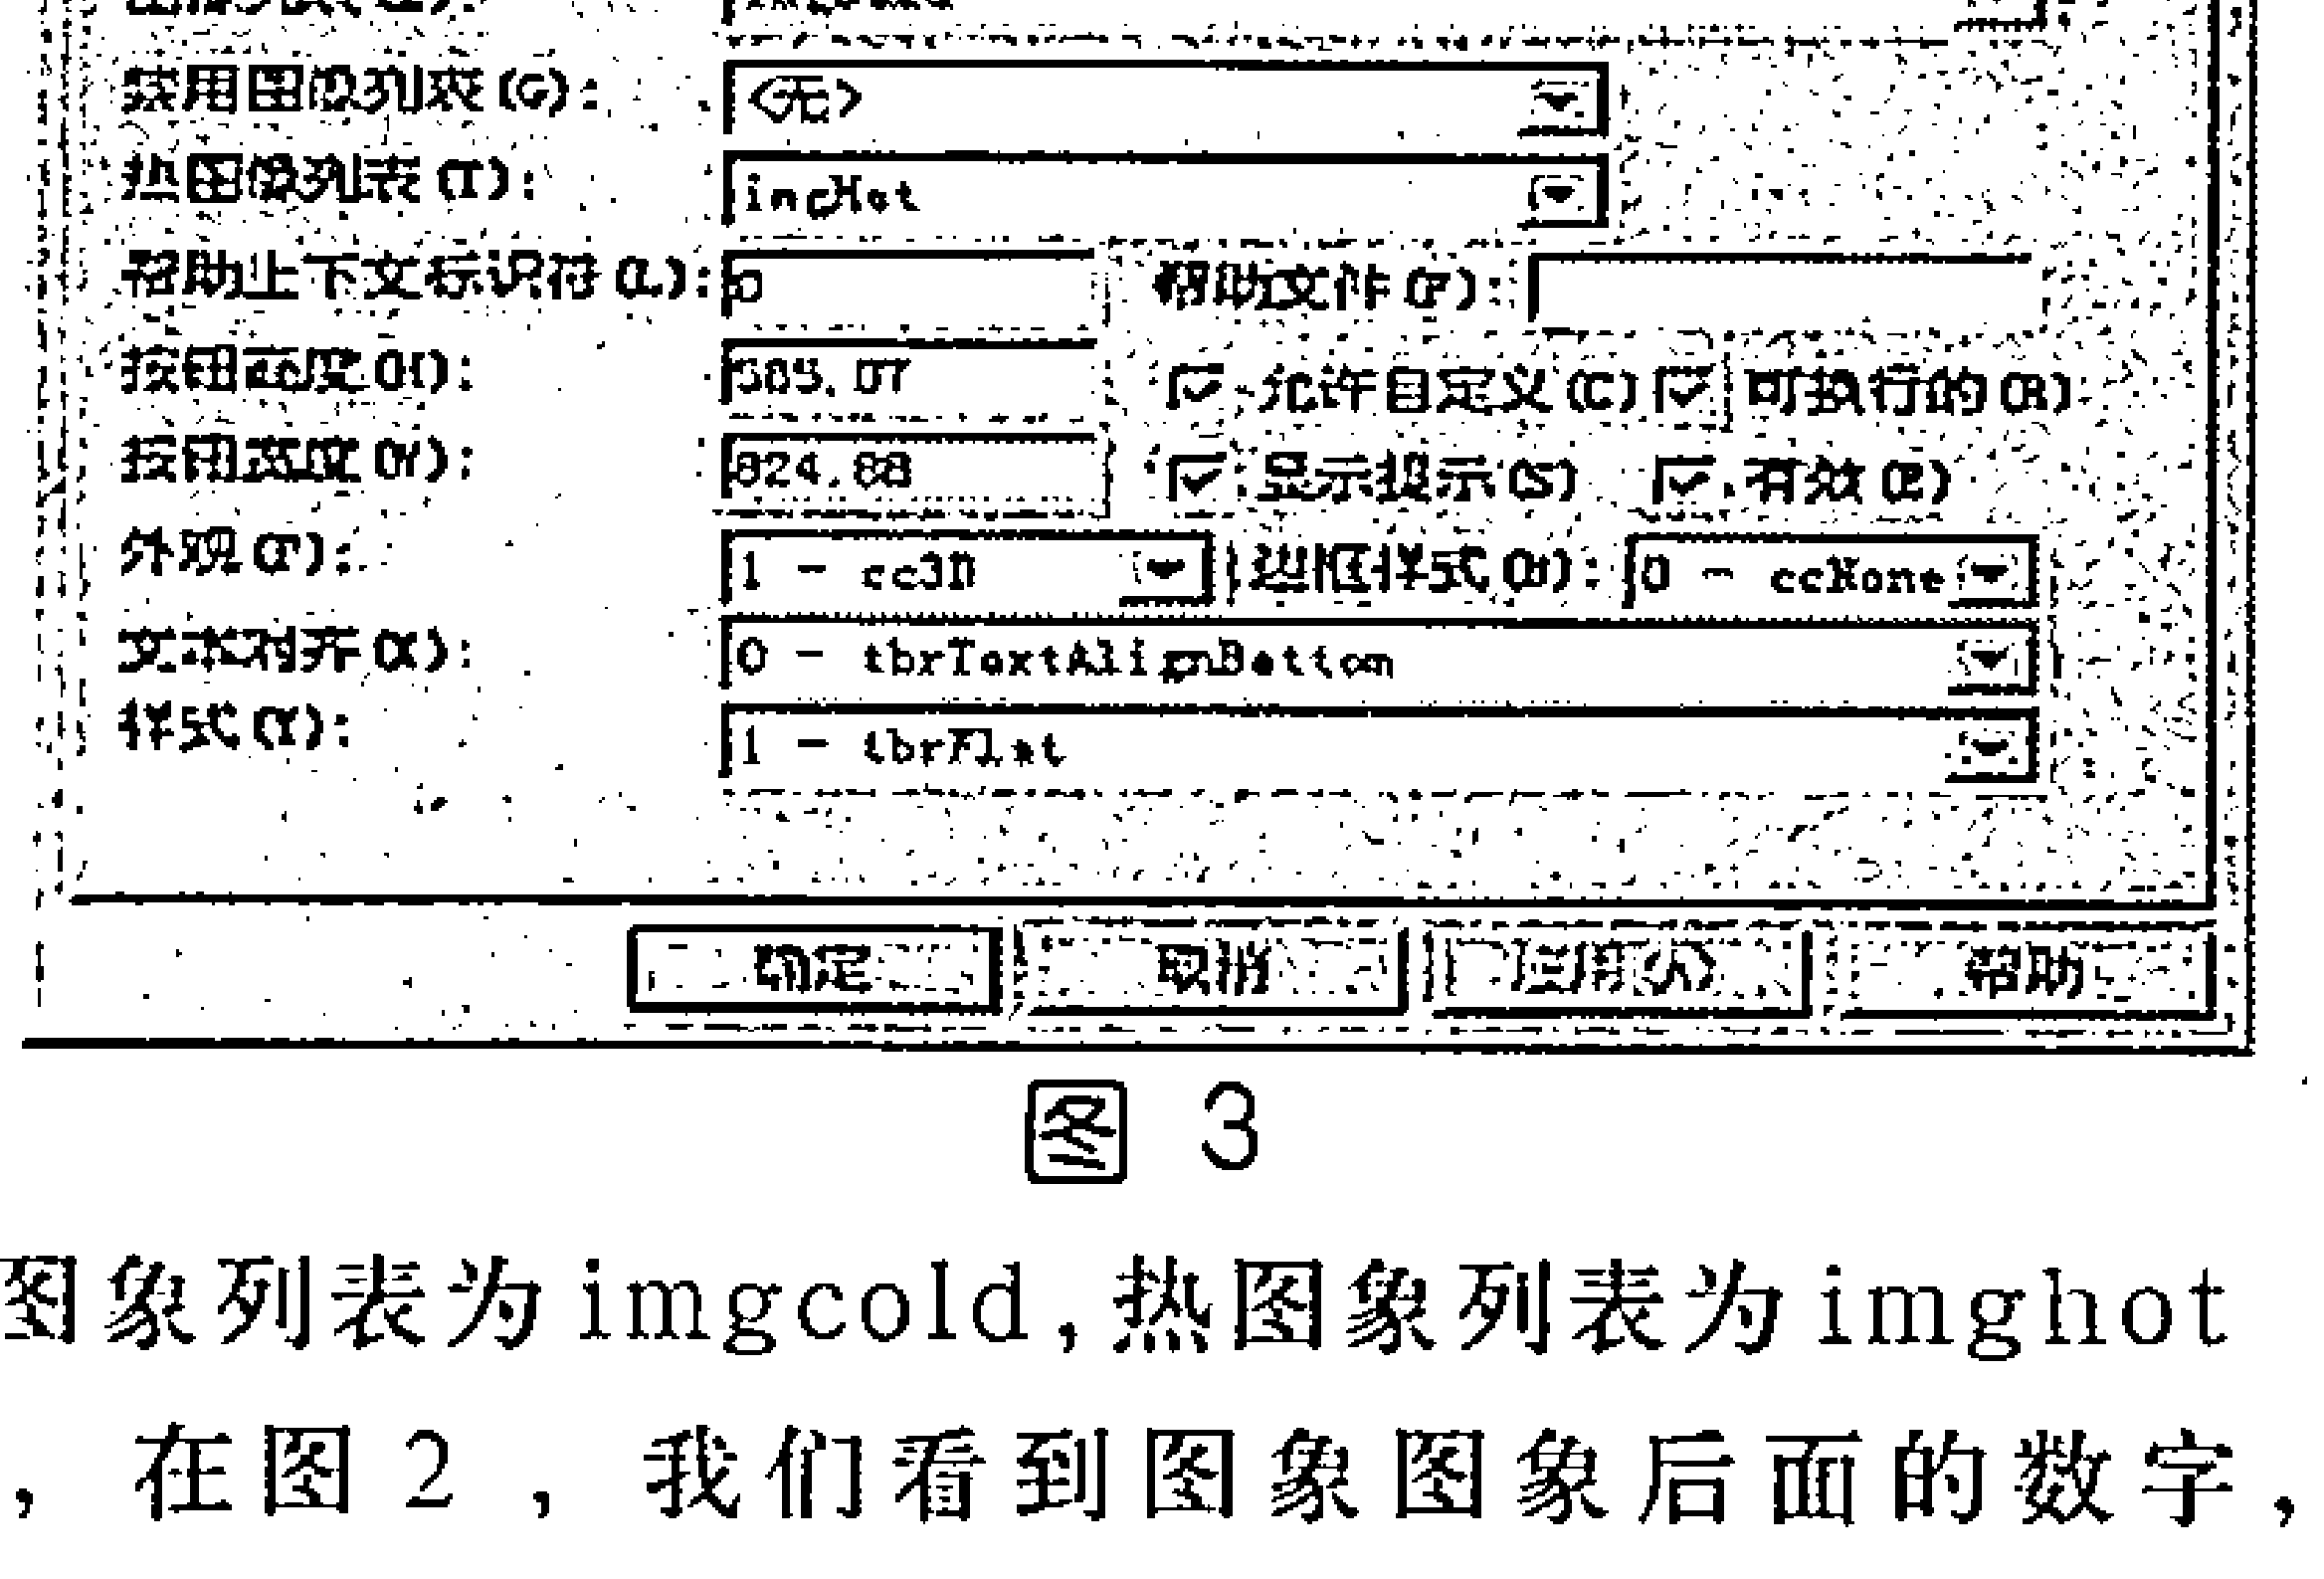 禁用图像列表(G): <无>
热图像列表(T): imgHot
帮助上下文标识符(L): 0 帮助文件(F):
按钮高度(H): 585.07 允许自定义(C) 可执行的(R)
按钮宽度(W): 824.88 显示提示(S) 有效(E)
外观(P): 1 - cc3D 边框样式(B): 0 - ccNone
文本对齐(X): 0 - tbrTextAlignBottom
样式(Y): 1 - tbrFlat
确定 取消 应用(A) 帮助
图 3
图象列表为imgcold,热图象列表为imghot
,在图2,我们看到图象图象后面的数字,